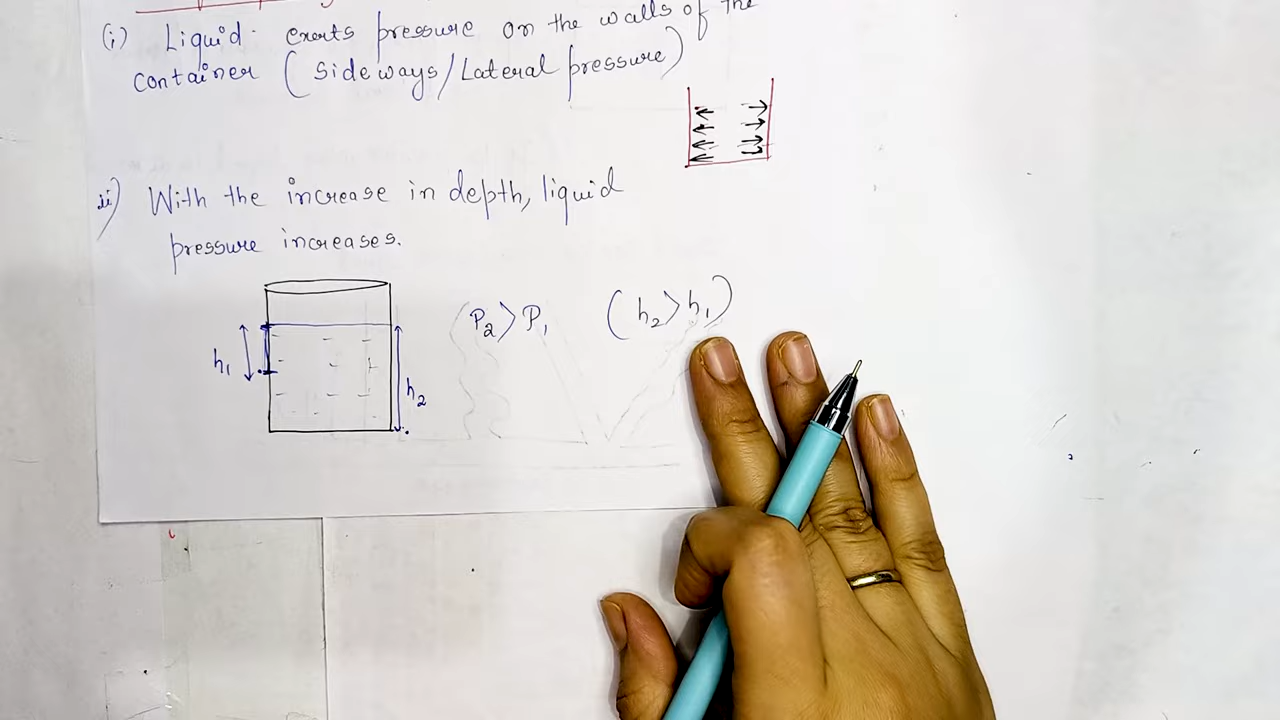 (i) Liquid exerts pressure on the walls of the
container (Sideways/Lateral pressure)
ii) With the increase in depth, liquid
pressure increases.
P₂ > P₁ (h₂ > h₁)
h₁
h₂